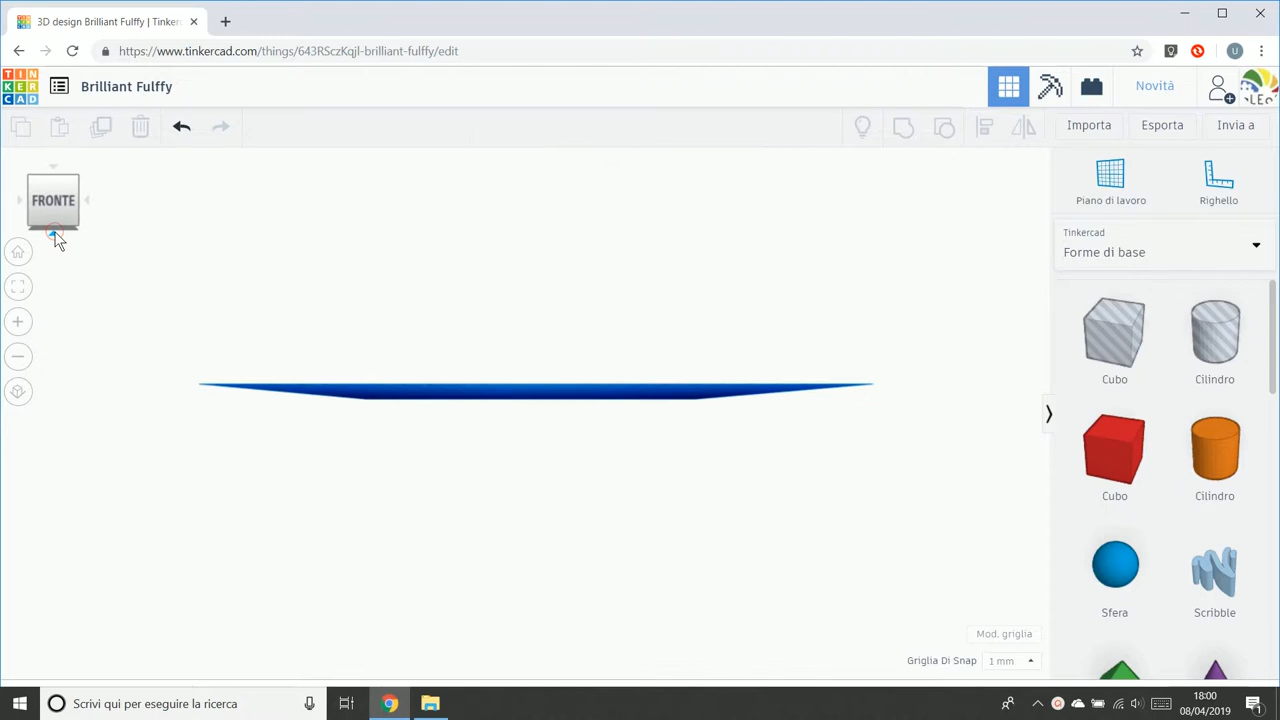 3D design Brilliant Fulffy | Tinker
https://www.tinkercad.com/things/643RSczKqjl-brilliant-fulffy/edit
U
TIN
KER
CAD
Brilliant Fulffy
Novità
LEO
Importa
Esporta
Invia a
FRONTE
Piano di lavoro
Righello
Tinkercad
Forme di base
Cubo
Cilindro
Cubo
Cilindro
Sfera
Scribble
Mod. griglia
Griglia Di Snap
1 mm
Scrivi qui per eseguire la ricerca
18:00
08/04/2019
1